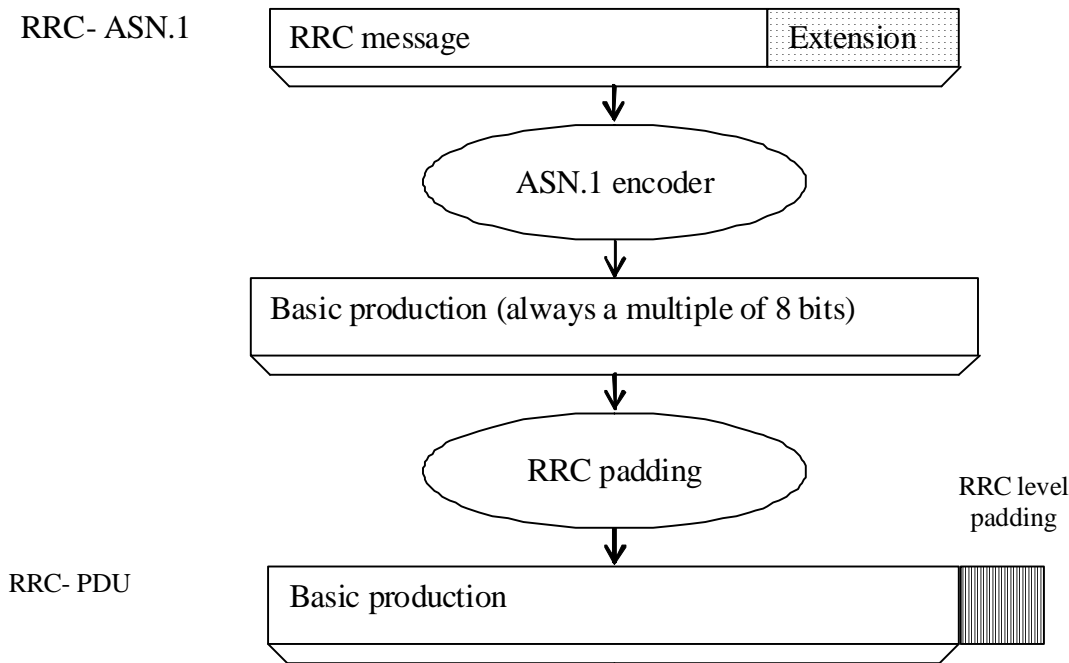 RRC- ASN.1
RRC message
Extension
ASN.1 encoder
Basic production (always a multiple of 8 bits)
RRC padding
RRC level
padding
RRC- PDU
Basic production